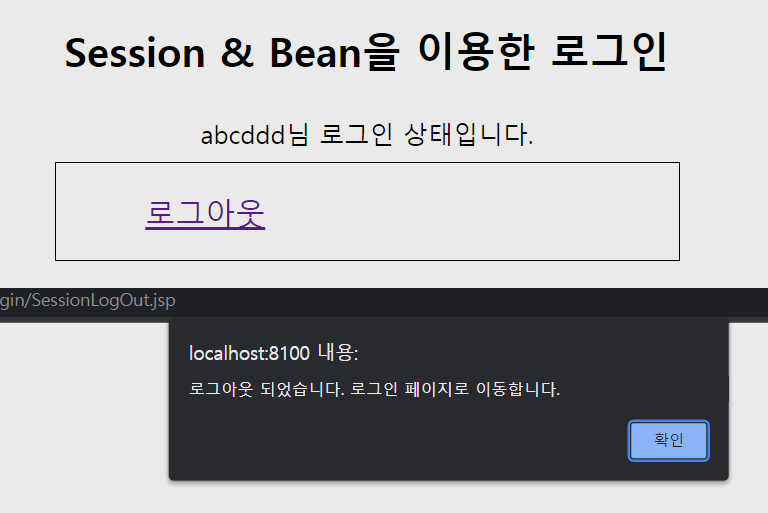 Session & Bean을 이용한 로그인
abcddd님 로그인 상태입니다.
로그아웃
gin/SessionLogOut.jsp
localhost:8100 내용:
로그아웃 되었습니다. 로그인 페이지로 이동합니다.
확인